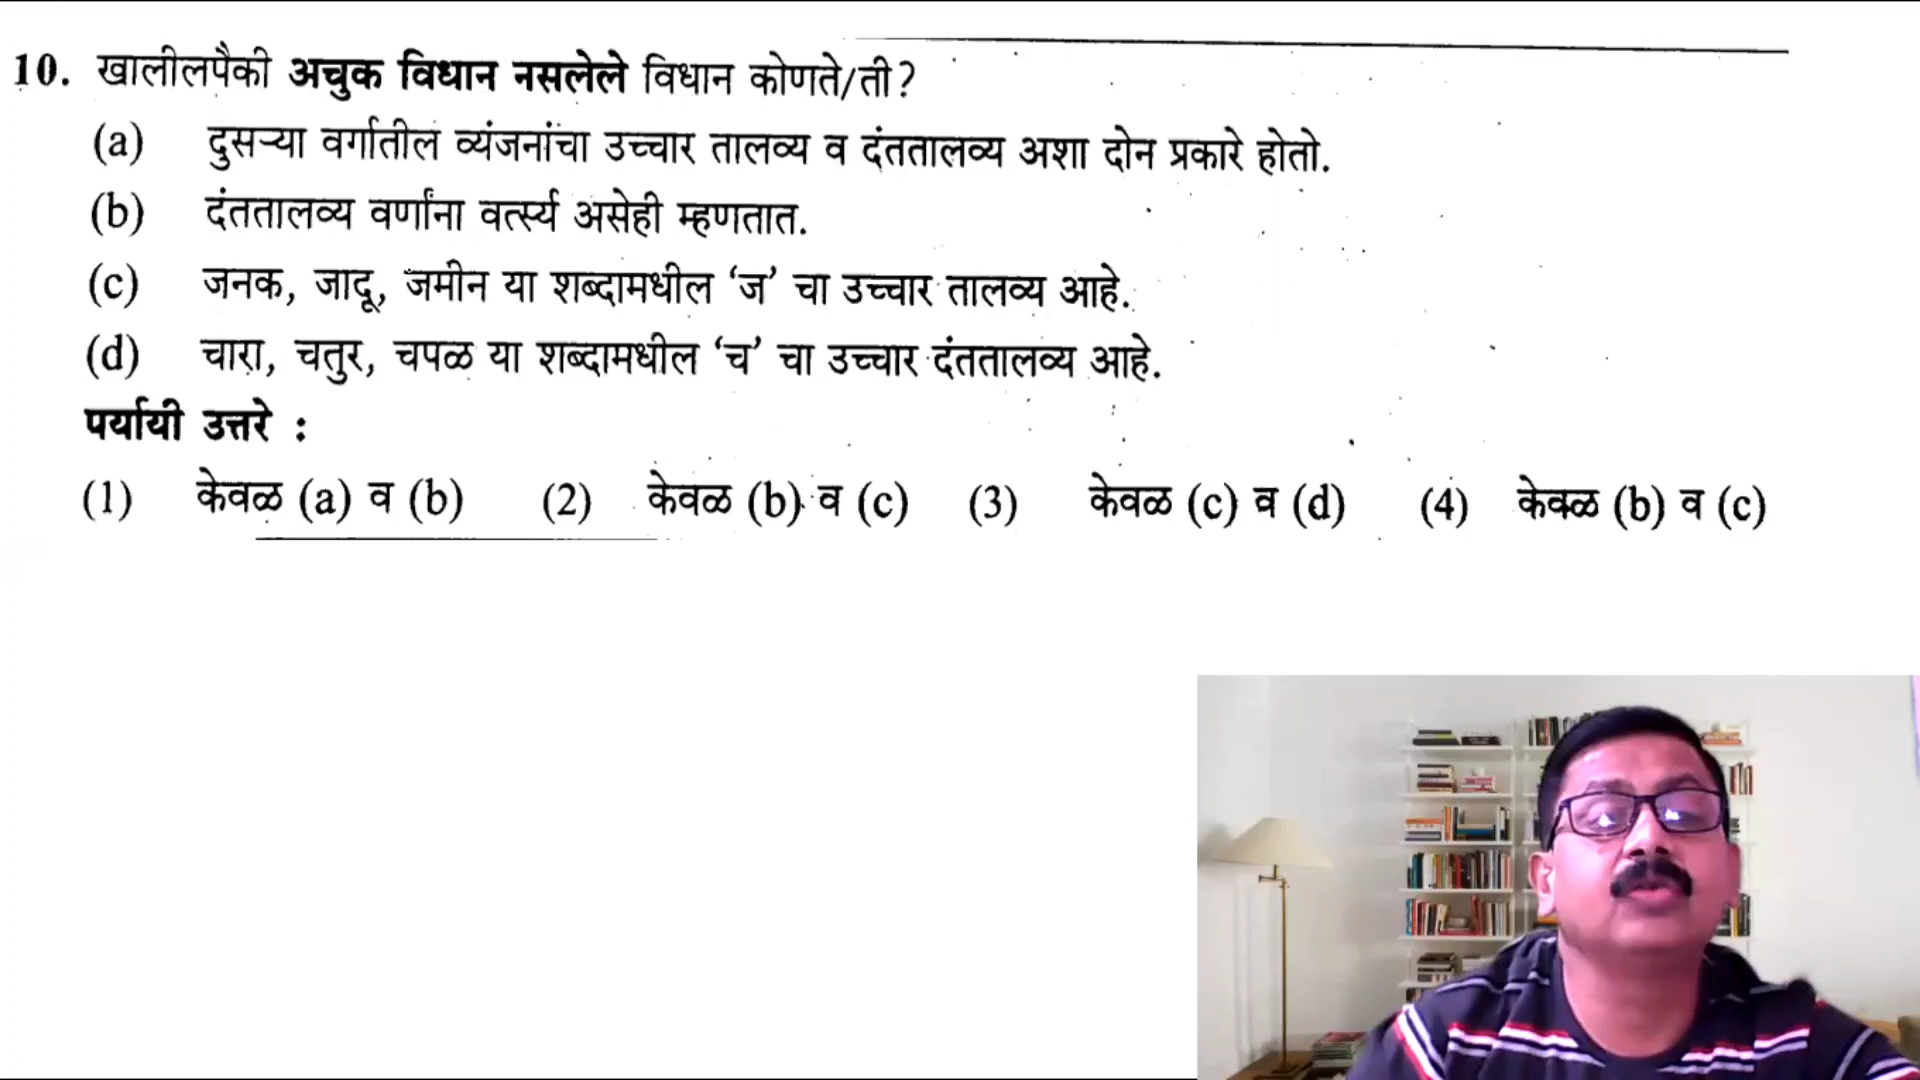 10. खालीलपैकी अचुक विधान नसलेले विधान कोणते/ती?
(a) दुसऱ्या वर्गातील व्यंजनांचा उच्चार तालव्य व दंततालव्य अशा दोन प्रकारे होतो.
(b) दंततालव्य वर्णांना वर्त्स्य असेही म्हणतात.
(c) जनक, जादू, जमीन या शब्दामधील ‘ज’ चा उच्चार तालव्य आहे.
(d) चारा, चतुर, चपळ या शब्दामधील ‘च’ चा उच्चार दंततालव्य आहे.
पर्यायी उत्तरे :
(1) केवळ (a) व (b) (2) केवळ (b) व (c) (3) केवळ (c) व (d) (4) केवळ (b) व (c)